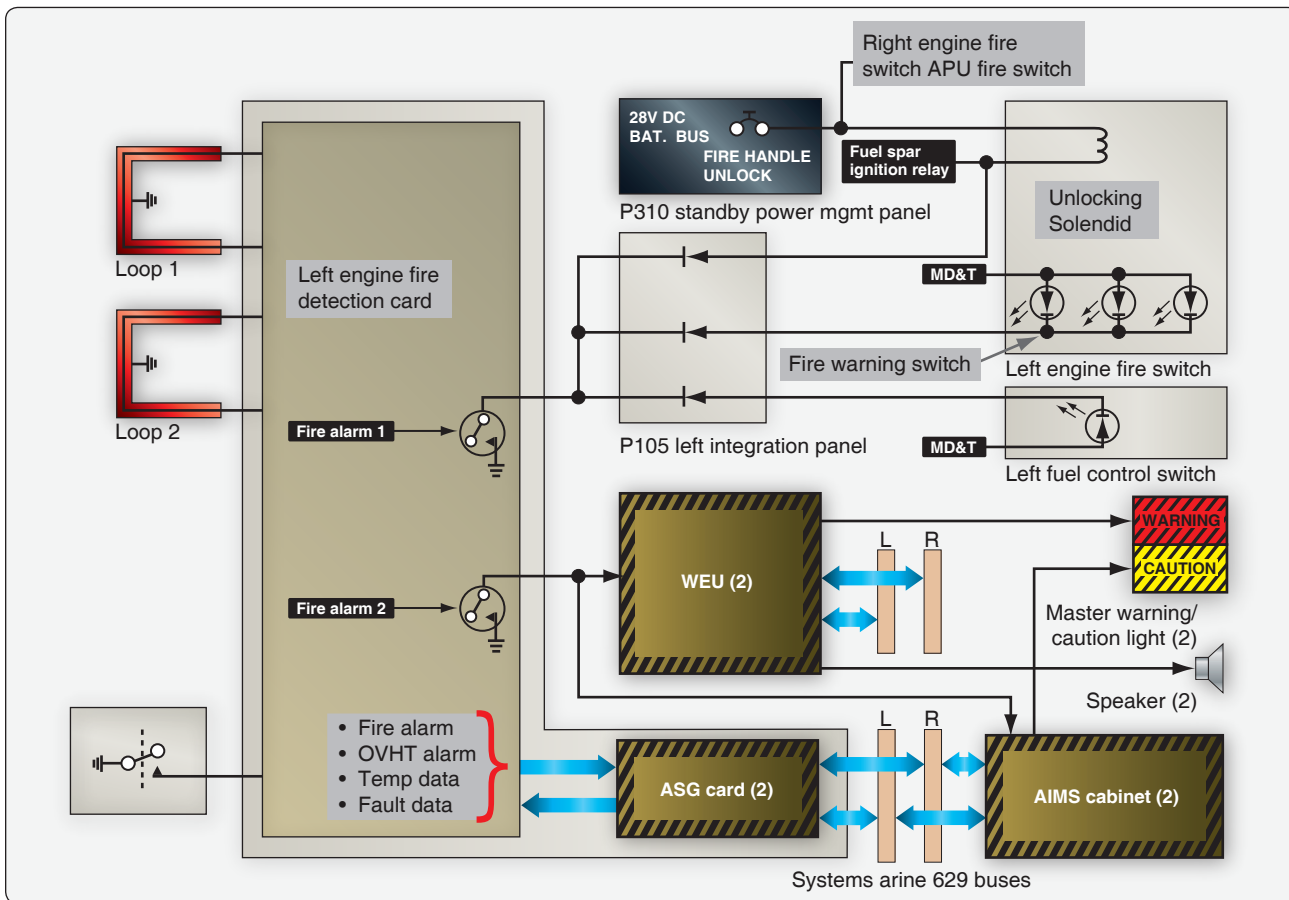 Right engine fire
switch APU fire switch
28V DC
BAT. BUS
FIRE HANDLE
UNLOCK
Fuel spar
ignition relay
P310 standby power mgmt panel
Unlocking
Solendid
Loop 1
Left engine fire
detection card
MD&T
Fire warning switch
Left engine fire switch
Loop 2
Fire alarm 1
P105 left integration panel
MD&T
Left fuel control switch
L
R
WARNING
CAUTION
WEU (2)
Fire alarm 2
Master warning/
caution light (2)
Speaker (2)
• Fire alarm
• OVHT alarm
• Temp data
• Fault data
L
R
ASG card (2)
AIMS cabinet (2)
Systems arine 629 buses